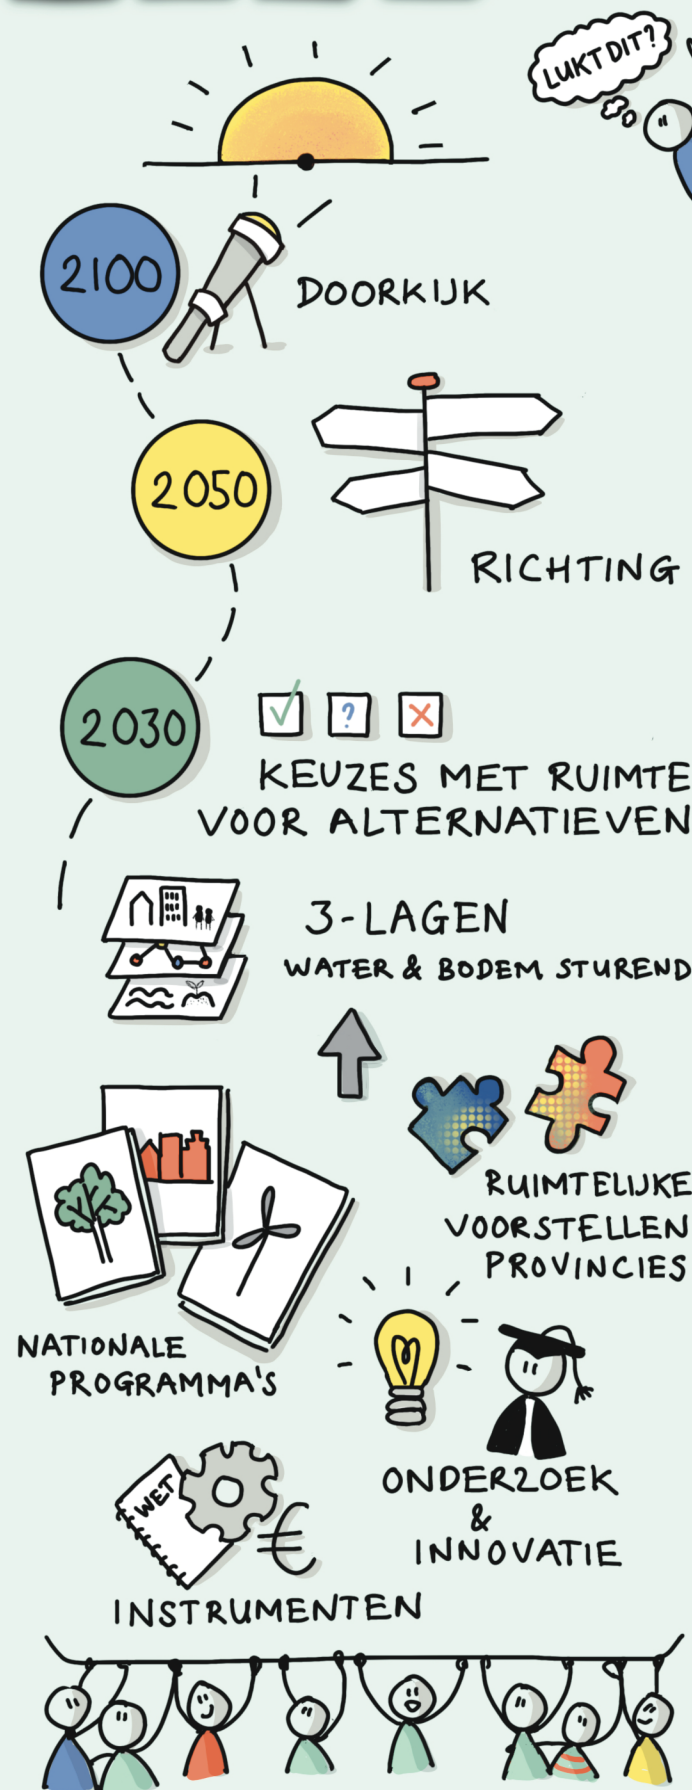 LUKT DIT?
2100
DOORKIJK
2050
RICHTING
2030
?
KEUZES MET RUIMTE
VOOR ALTERNATIEVEN
3-LAGEN
WATER & BODEM STUREND
RUIMTELIJKE
VOORSTELLEN
PROVINCIES
NATIONALE
PROGRAMMA'S
ONDERZOEK
&
INNOVATIE
WET
€
INSTRUMENTEN